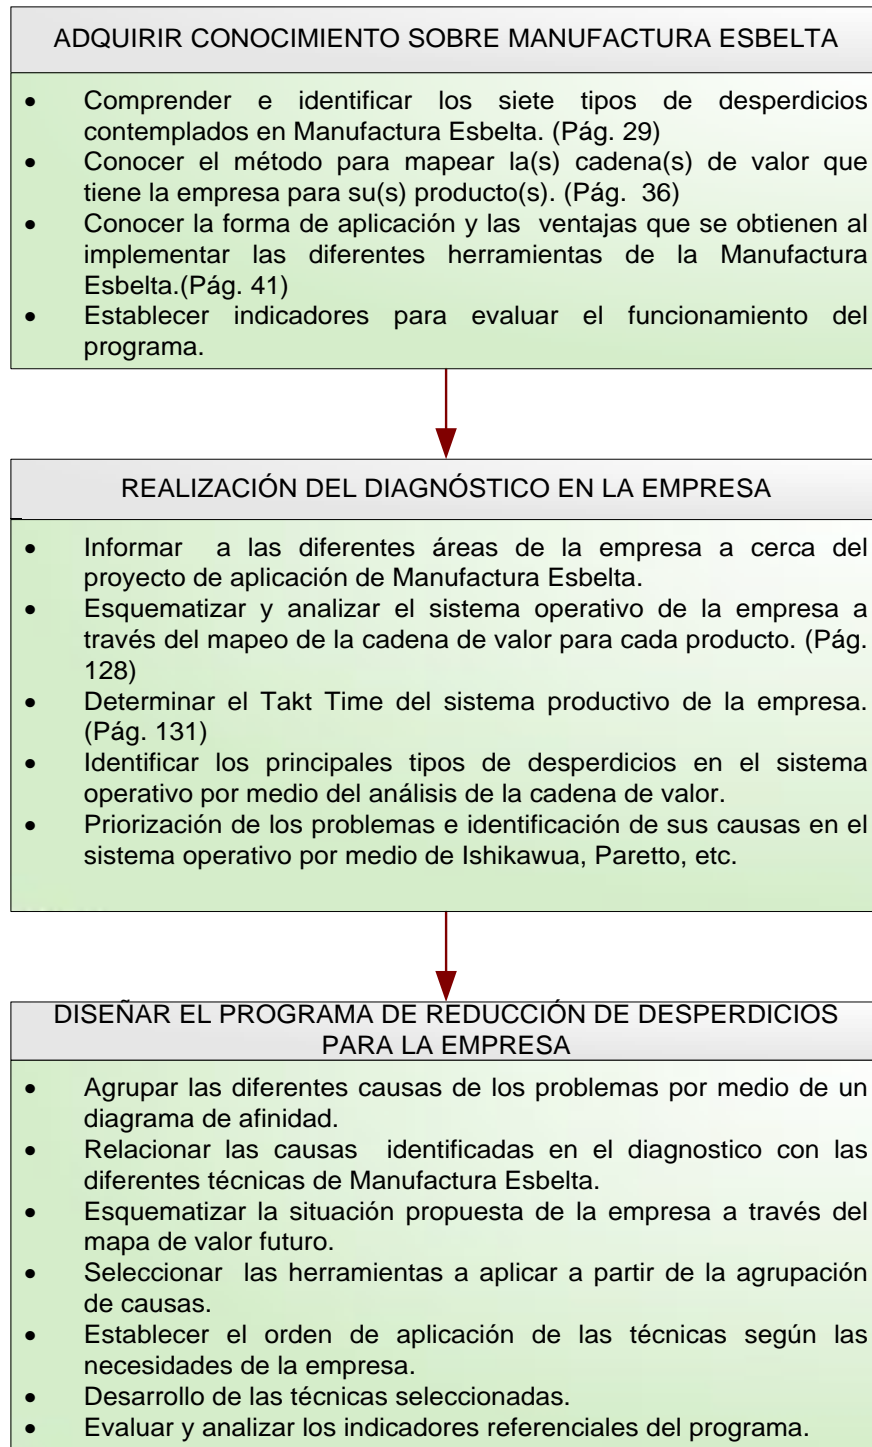 ADQUIRIR CONOCIMIENTO SOBRE MANUFACTURA ESBELTA
• Comprender e identificar los siete tipos de desperdicios
contemplados en Manufactura Esbelta. (Pág. 29)
• Conocer el método para mapear la(s) cadena(s) de valor que
tiene la empresa para su(s) producto(s). (Pág. 36)
• Conocer la forma de aplicación y las ventajas que se obtienen al
implementar las diferentes herramientas de la Manufactura
Esbelta.(Pág. 41)
• Establecer indicadores para evaluar el funcionamiento del
programa.
REALIZACIÓN DEL DIAGNÓSTICO EN LA EMPRESA
• Informar a las diferentes áreas de la empresa a cerca del
proyecto de aplicación de Manufactura Esbelta.
• Esquematizar y analizar el sistema operativo de la empresa a
través del mapeo de la cadena de valor para cada producto. (Pág.
128)
• Determinar el Takt Time del sistema productivo de la empresa.
(Pág. 131)
• Identificar los principales tipos de desperdicios en el sistema
operativo por medio del análisis de la cadena de valor.
• Priorización de los problemas e identificación de sus causas en el
sistema operativo por medio de Ishikawua, Paretto, etc.
DISEÑAR EL PROGRAMA DE REDUCCIÓN DE DESPERDICIOS
PARA LA EMPRESA
• Agrupar las diferentes causas de los problemas por medio de un
diagrama de afinidad.
• Relacionar las causas identificadas en el diagnostico con las
diferentes técnicas de Manufactura Esbelta.
• Esquematizar la situación propuesta de la empresa a través del
mapa de valor futuro.
• Seleccionar las herramientas a aplicar a partir de la agrupación
de causas.
• Establecer el orden de aplicación de las técnicas según las
necesidades de la empresa.
• Desarrollo de las técnicas seleccionadas.
• Evaluar y analizar los indicadores referenciales del programa.